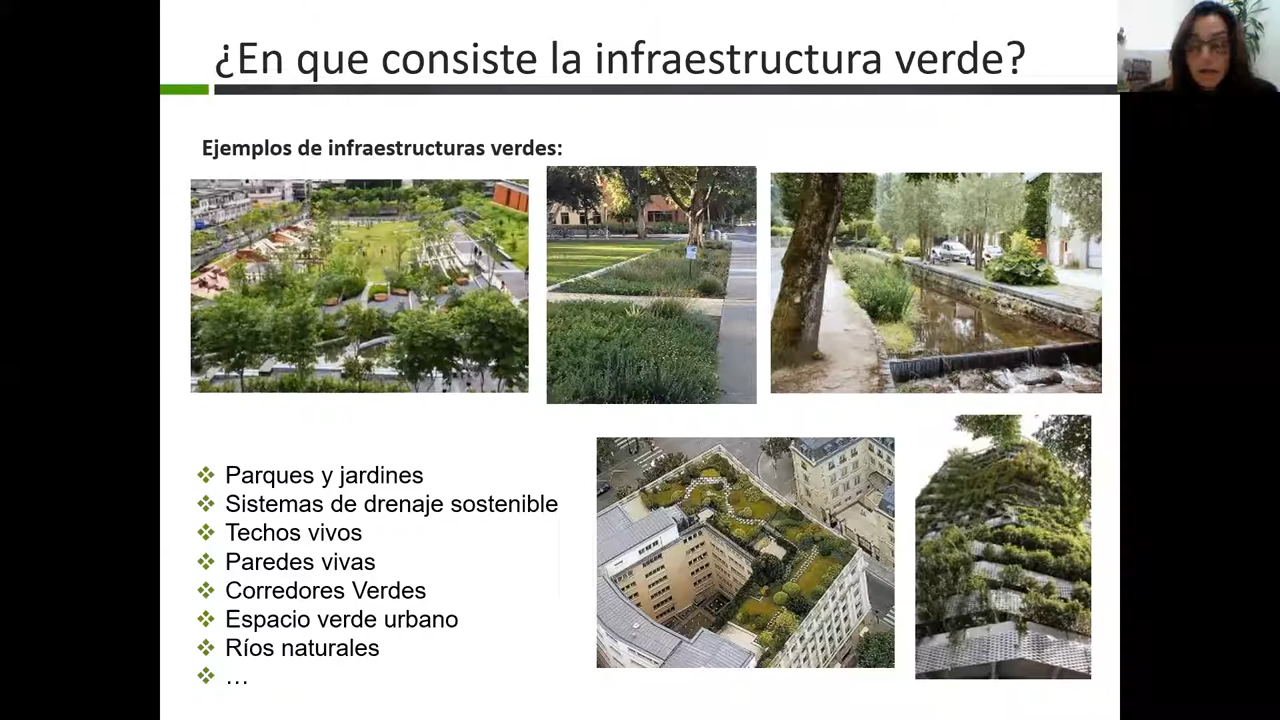 ¿En que consiste la infraestructura verde?
Ejemplos de infraestructuras verdes:
Parques y jardines
Sistemas de drenaje sostenible
Techos vivos
Paredes vivas
Corredores Verdes
Espacio verde urbano
Ríos naturales
…